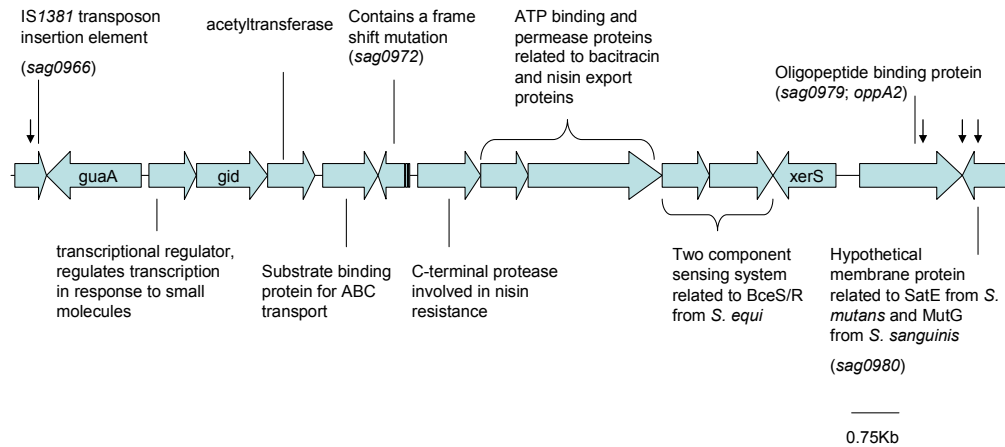 IS1381 transposon
insertion element
(sag0966)
acetyltransferase
Contains a frame
shift mutation
(sag0972)
ATP binding and
permease proteins
related to bacitracin
and nisin export
proteins
Oligopeptide binding protein
(sag0979; oppA2)
guaA
gid
xerS
transcriptional regulator,
regulates transcription
in response to small
molecules
Substrate binding
protein for ABC
transport
C-terminal protease
involved in nisin
resistance
Two component
sensing system
related to BceS/R
from S. equi
Hypothetical
membrane protein
related to SatE from S.
mutans and MutG
from S. sanguinis
(sag0980)
0.75Kb